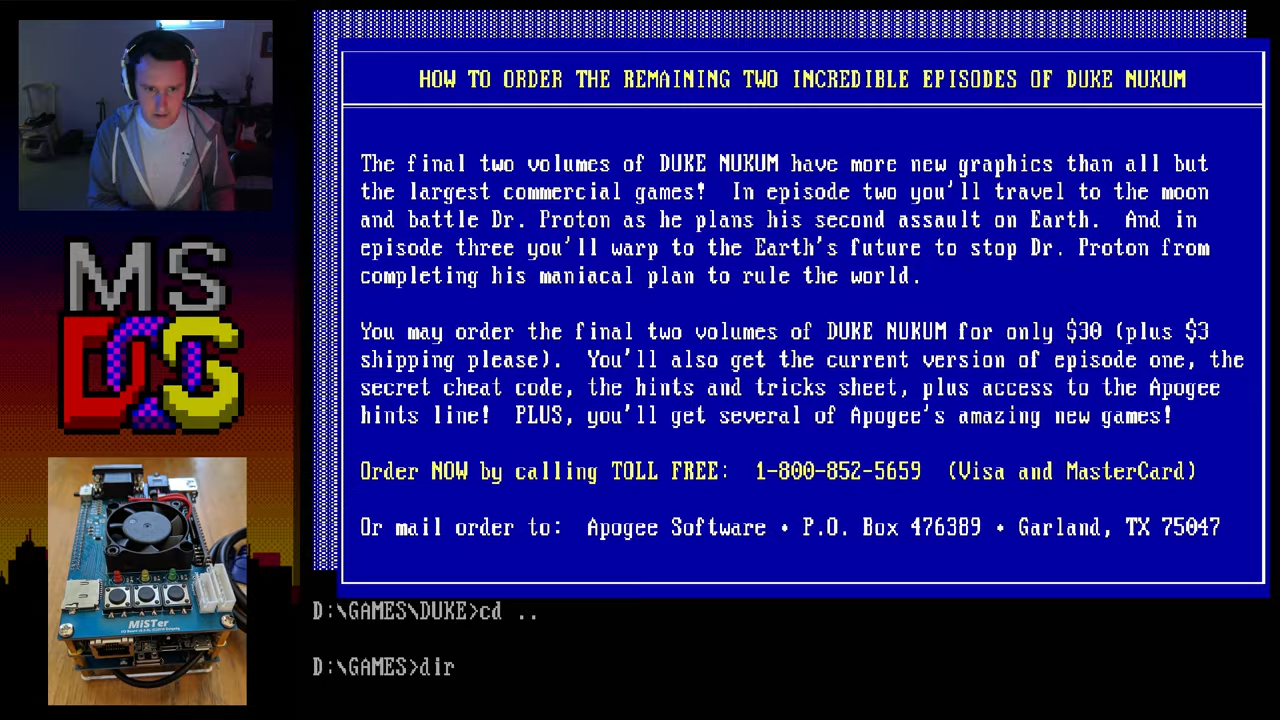 HOW TO ORDER THE REMAINING TWO INCREDIBLE EPISODES OF DUKE NUKUM
The final two volumes of DUKE NUKUM have more new graphics than all but
the largest commercial games!  In episode two you'll travel to the moon
and battle Dr. Proton as he plans his second assault on Earth.  And in
episode three you'll warp to the Earth's future to stop Dr. Proton from
completing his maniacal plan to rule the world.
You may order the final two volumes of DUKE NUKUM for only $30 (plus $3
shipping please).  You'll also get the current version of episode one, the
secret cheat code, the hints and tricks sheet, plus access to the Apogee
hints line!  PLUS, you'll get several of Apogee's amazing new games!
Order NOW by calling TOLL FREE:  1-800-852-5659  (Visa and MasterCard)
Or mail order to:  Apogee Software • P.O. Box 476389 • Garland, TX 75047
D:\GAMES\DUKE>cd ..
D:\GAMES>dir
MS
DOS
MiSTer